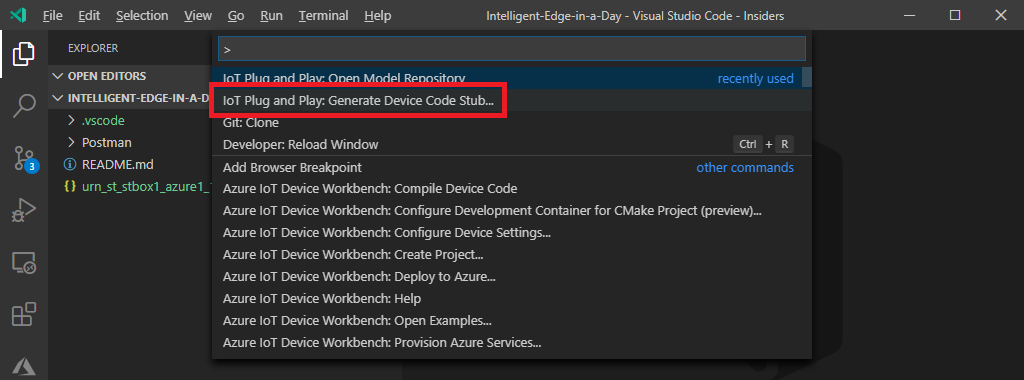 File Edit Selection View Go Run Terminal Help Intelligent-Edge-in-a-Day - Visual Studio Code - Insiders
EXPLORER
>
OPEN EDITORS
IoT Plug and Play: Open Model Repository recently used
INTELLIGENT-EDGE-IN-A-D
IoT Plug and Play: Generate Device Code Stub...
.vscode
Git: Clone
Postman
Developer: Reload Window Ctrl + R
README.md
Add Browser Breakpoint other commands
3
urn_st_stbox1_azure1_1
Azure IoT Device Workbench: Compile Device Code
Azure IoT Device Workbench: Configure Development Container for CMake Project (preview)...
Azure IoT Device Workbench: Configure Device Settings...
Azure IoT Device Workbench: Create Project...
Azure IoT Device Workbench: Deploy to Azure...
Azure IoT Device Workbench: Help
Azure IoT Device Workbench: Open Examples...
Azure IoT Device Workbench: Provision Azure Services...